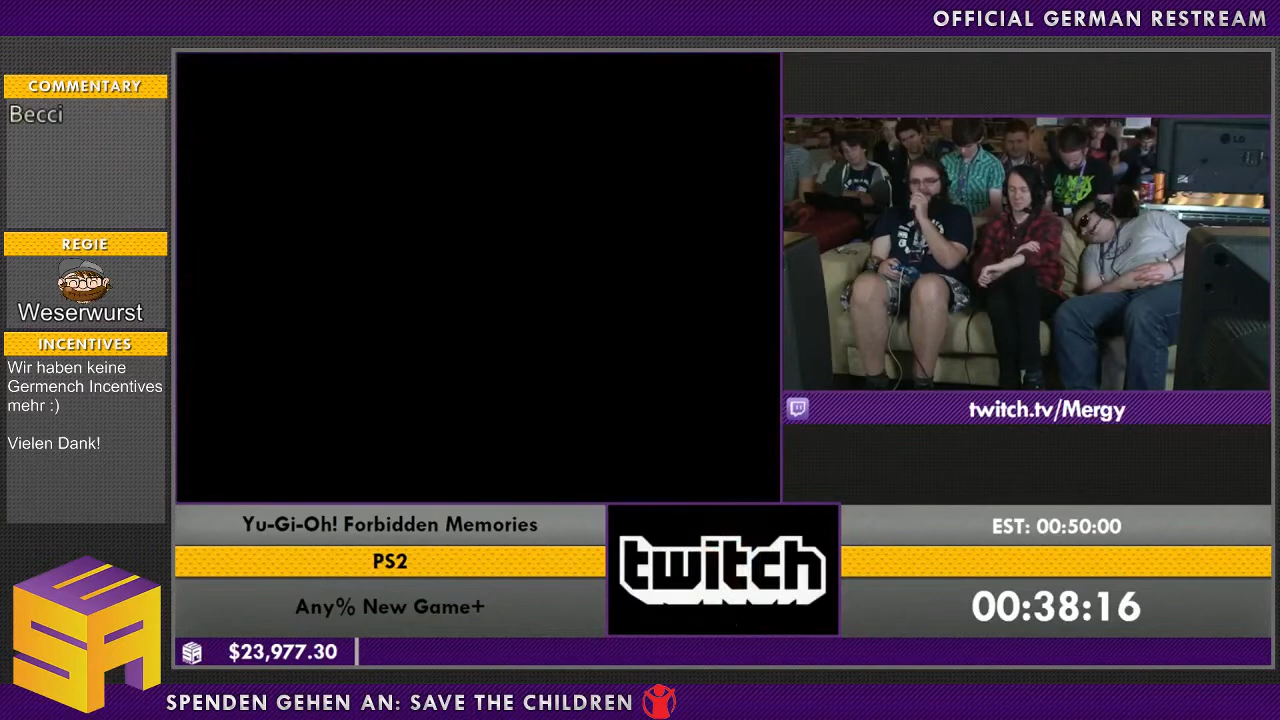 OFFICIAL GERMAN RESTREAM
COMMENTARY
Becci
REGIE
Weserwurst
INCENTIVES
Wir haben keine
Germench Incentives
mehr :)
Vielen Dank!
LG
twitch.tv/Mergy
Yu-Gi-Oh! Forbidden Memories
PS2
Any% New Game+
twitch
EST: 00:50:00
00:38:16
ESA
$23,977.30
SPENDEN GEHEN AN: SAVE THE CHILDREN